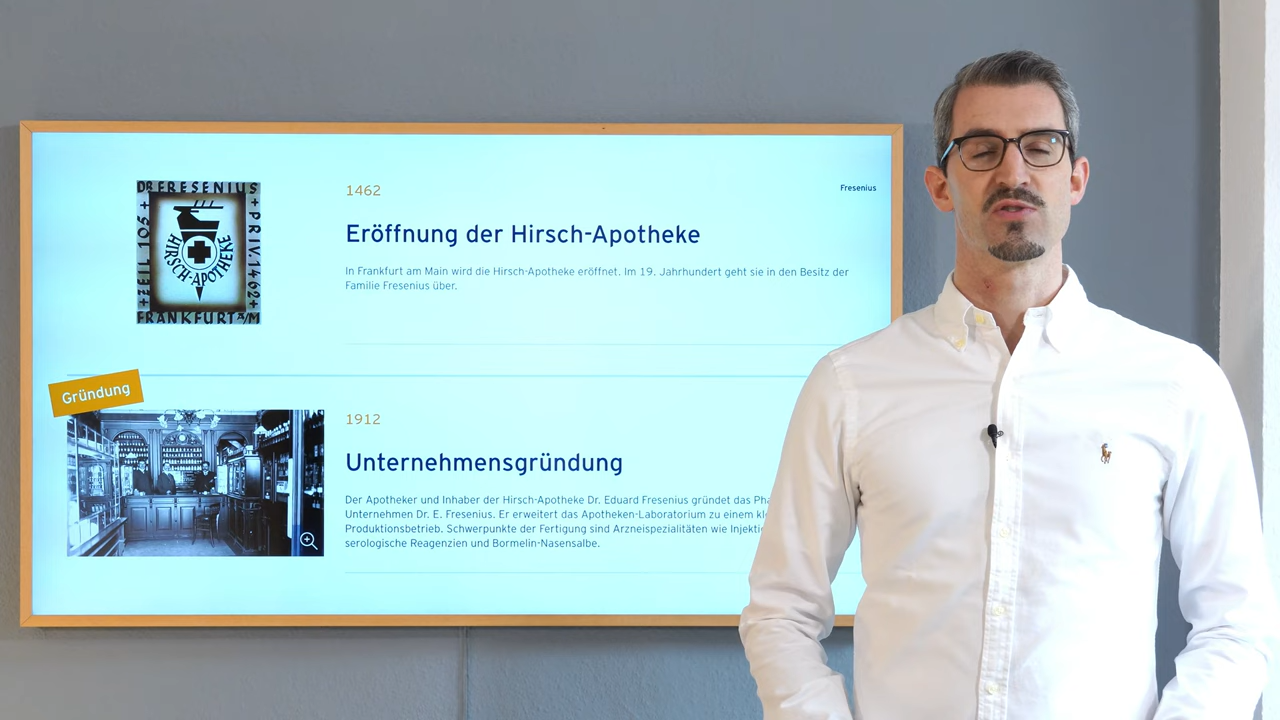 DR FRESENIUS + PRIV. 1462 +
FRANKFURT A/M
+ ZEIL 105 +
HIRSCH-APOTHEKE
1462
Fresenius
Eröffnung der Hirsch-Apotheke
In Frankfurt am Main wird die Hirsch-Apotheke eröffnet. Im 19. Jahrhundert geht sie in den Besitz der
Familie Fresenius über.
Gründung
1912
Unternehmensgründung
Der Apotheker und Inhaber der Hirsch-Apotheke Dr. Eduard Fresenius gründet das Pha
Unternehmen Dr. E. Fresenius. Er erweitert das Apotheken-Laboratorium zu einem kl
Produktionsbetrieb. Schwerpunkte der Fertigung sind Arzneispezialitäten wie Injekti
serologische Reagenzien und Bormelin-Nasensalbe.